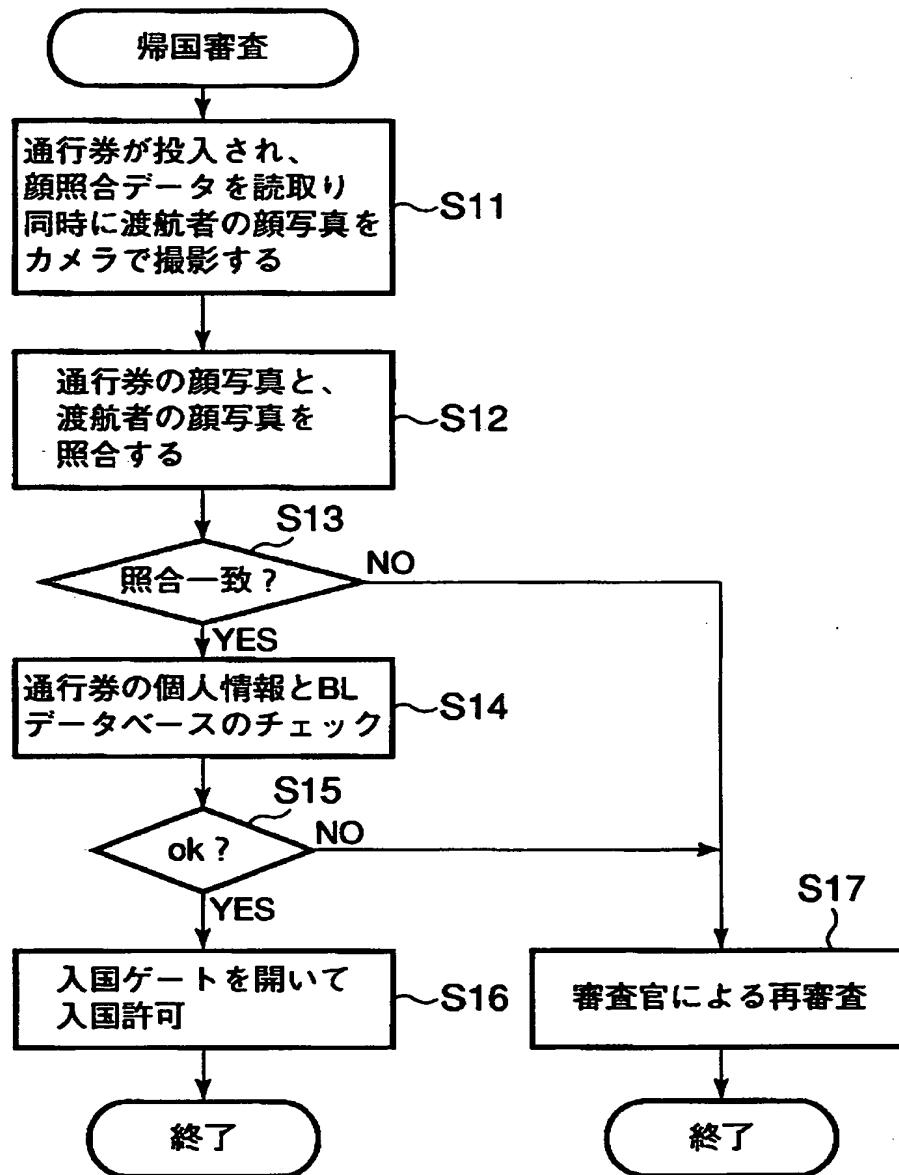 帰国審査
通行券が投入され、
顔照合データを読取り
同時に渡航者の顔写真を
カメラで撮影する
S11
通行券の顔写真と、
渡航者の顔写真を
照合する
S12
S13
照合一致？
NO
YES
通行券の個人情報とBL
データベースのチェック
S14
S15
ok？
NO
YES
S17
入国ゲートを開いて
入国許可
S16
審査官による再審査
終了
終了